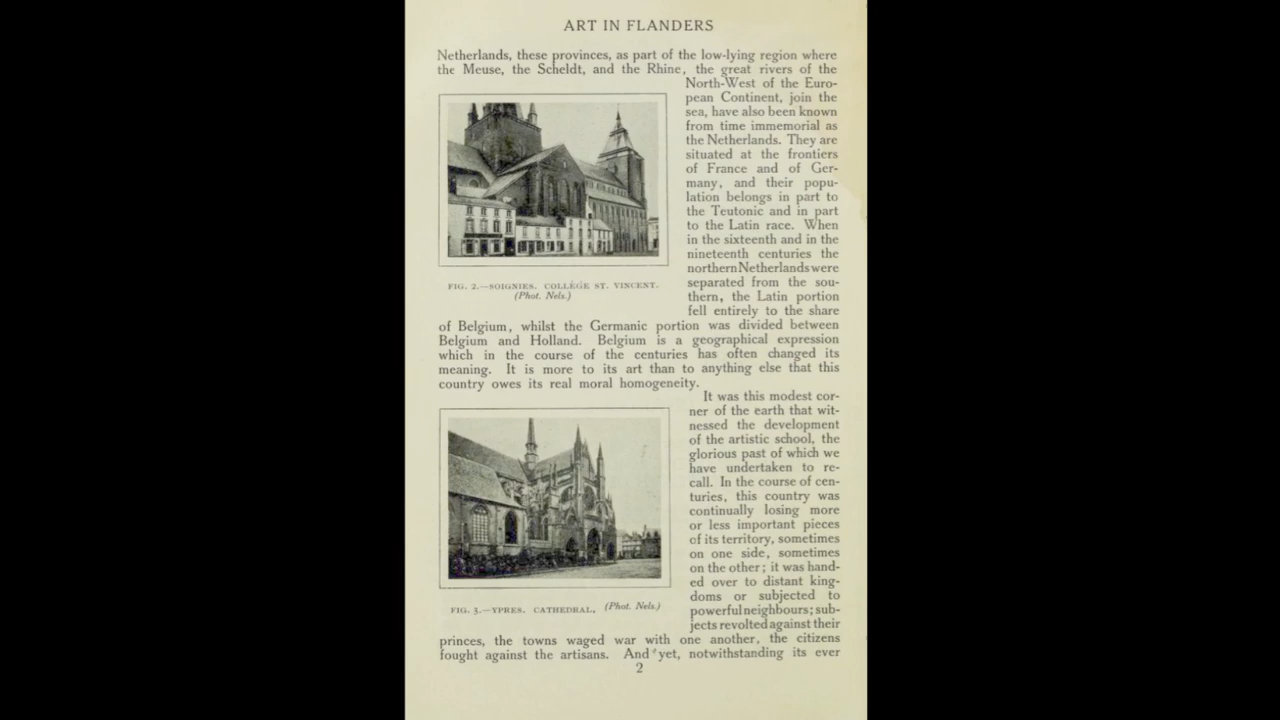 ART IN FLANDERS
Netherlands, these provinces, as part of the low-lying region where
the Meuse, the Scheldt, and the Rhine, the great rivers of the
North-West of the Euro-
pean Continent, join the
sea, have also been known
from time immemorial as
the Netherlands. They are
situated at the frontiers
of France and of Ger-
many, and their popu-
lation belongs in part to
the Teutonic and in part
to the Latin race. When
in the sixteenth and in the
nineteenth centuries the
northern Netherlands were
separated from the sou-
thern, the Latin portion
fell entirely to the share
FIG. 2.—SOIGNIES. COLLÉGE ST. VINCENT.
(Phot. Nels.)
of Belgium, whilst the Germanic portion was divided between
Belgium and Holland. Belgium is a geographical expression
which in the course of the centuries has often changed its
meaning. It is more to its art than to anything else that this
country owes its real moral homogeneity.
It was this modest cor-
ner of the earth that wit-
nessed the development
of the artistic school, the
glorious past of which we
have undertaken to re-
call. In the course of cen-
turies, this country was
continually losing more
or less important pieces
of its territory, sometimes
on one side, sometimes
on the other; it was hand-
ed over to distant king-
doms or subjected to
powerful neighbours; sub-
jects revolted against their
FIG. 3.—YPRES. CATHEDRAL. (Phot. Nels.)
princes, the towns waged war with one another, the citizens
fought against the artisans. And yet, notwithstanding its ever
2